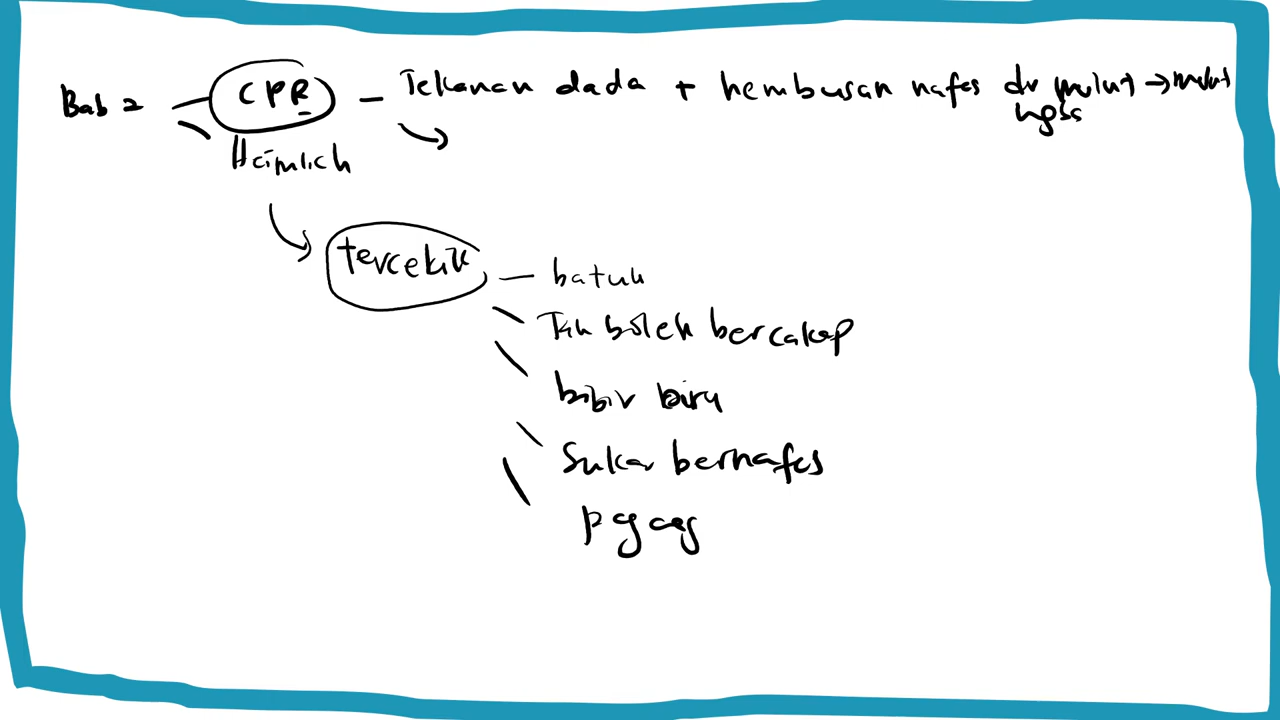 Bab 2 – CPR – Tekanan dada + hembusan nafas dr mulut → mulut
Heimlich
tercekik – batuk
Tak boleh bercakap
bibir biru
Sukar bernafas